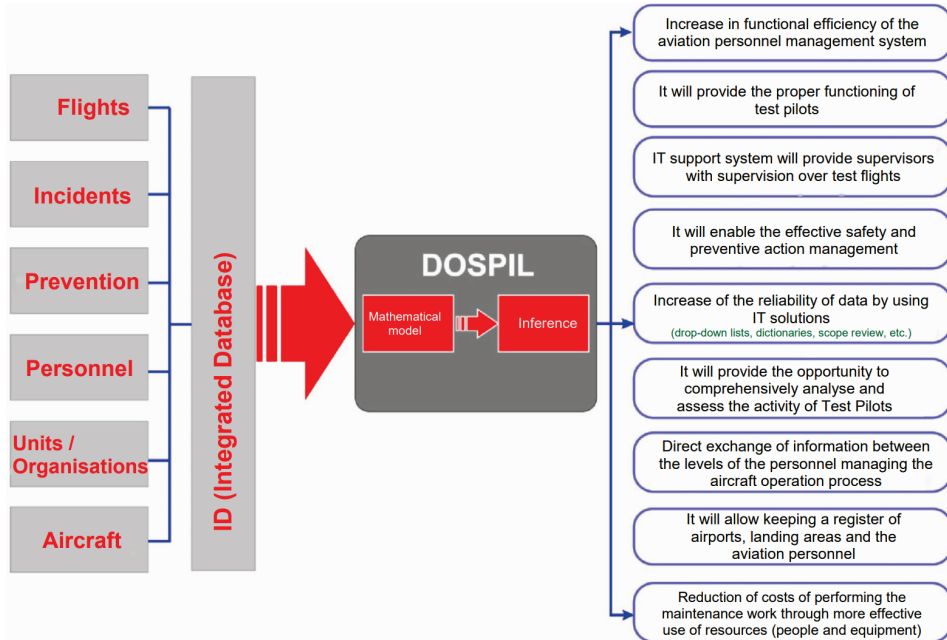 Flights
Incidents
Prevention
Personnel
Units /
Organisations
Aircraft
ID (Integrated Database)
DOSPIL
Mathematical
model
Inference
Increase in functional efficiency of the
aviation personnel management system
It will provide the proper functioning of
test pilots
IT support system will provide supervisors
with supervision over test flights
It will enable the effective safety and
preventive action management
Increase of the reliability of data by using
IT solutions
(drop-down lists, dictionaries, scope review, etc.)
It will provide the opportunity to
comprehensively analyse and
assess the activity of Test Pilots
Direct exchange of information between
the levels of the personnel managing the
aircraft operation process
It will allow keeping a register of
airports, landing areas and the
aviation personnel
Reduction of costs of performing the
maintenance work through more effective
use of resources (people and equipment)